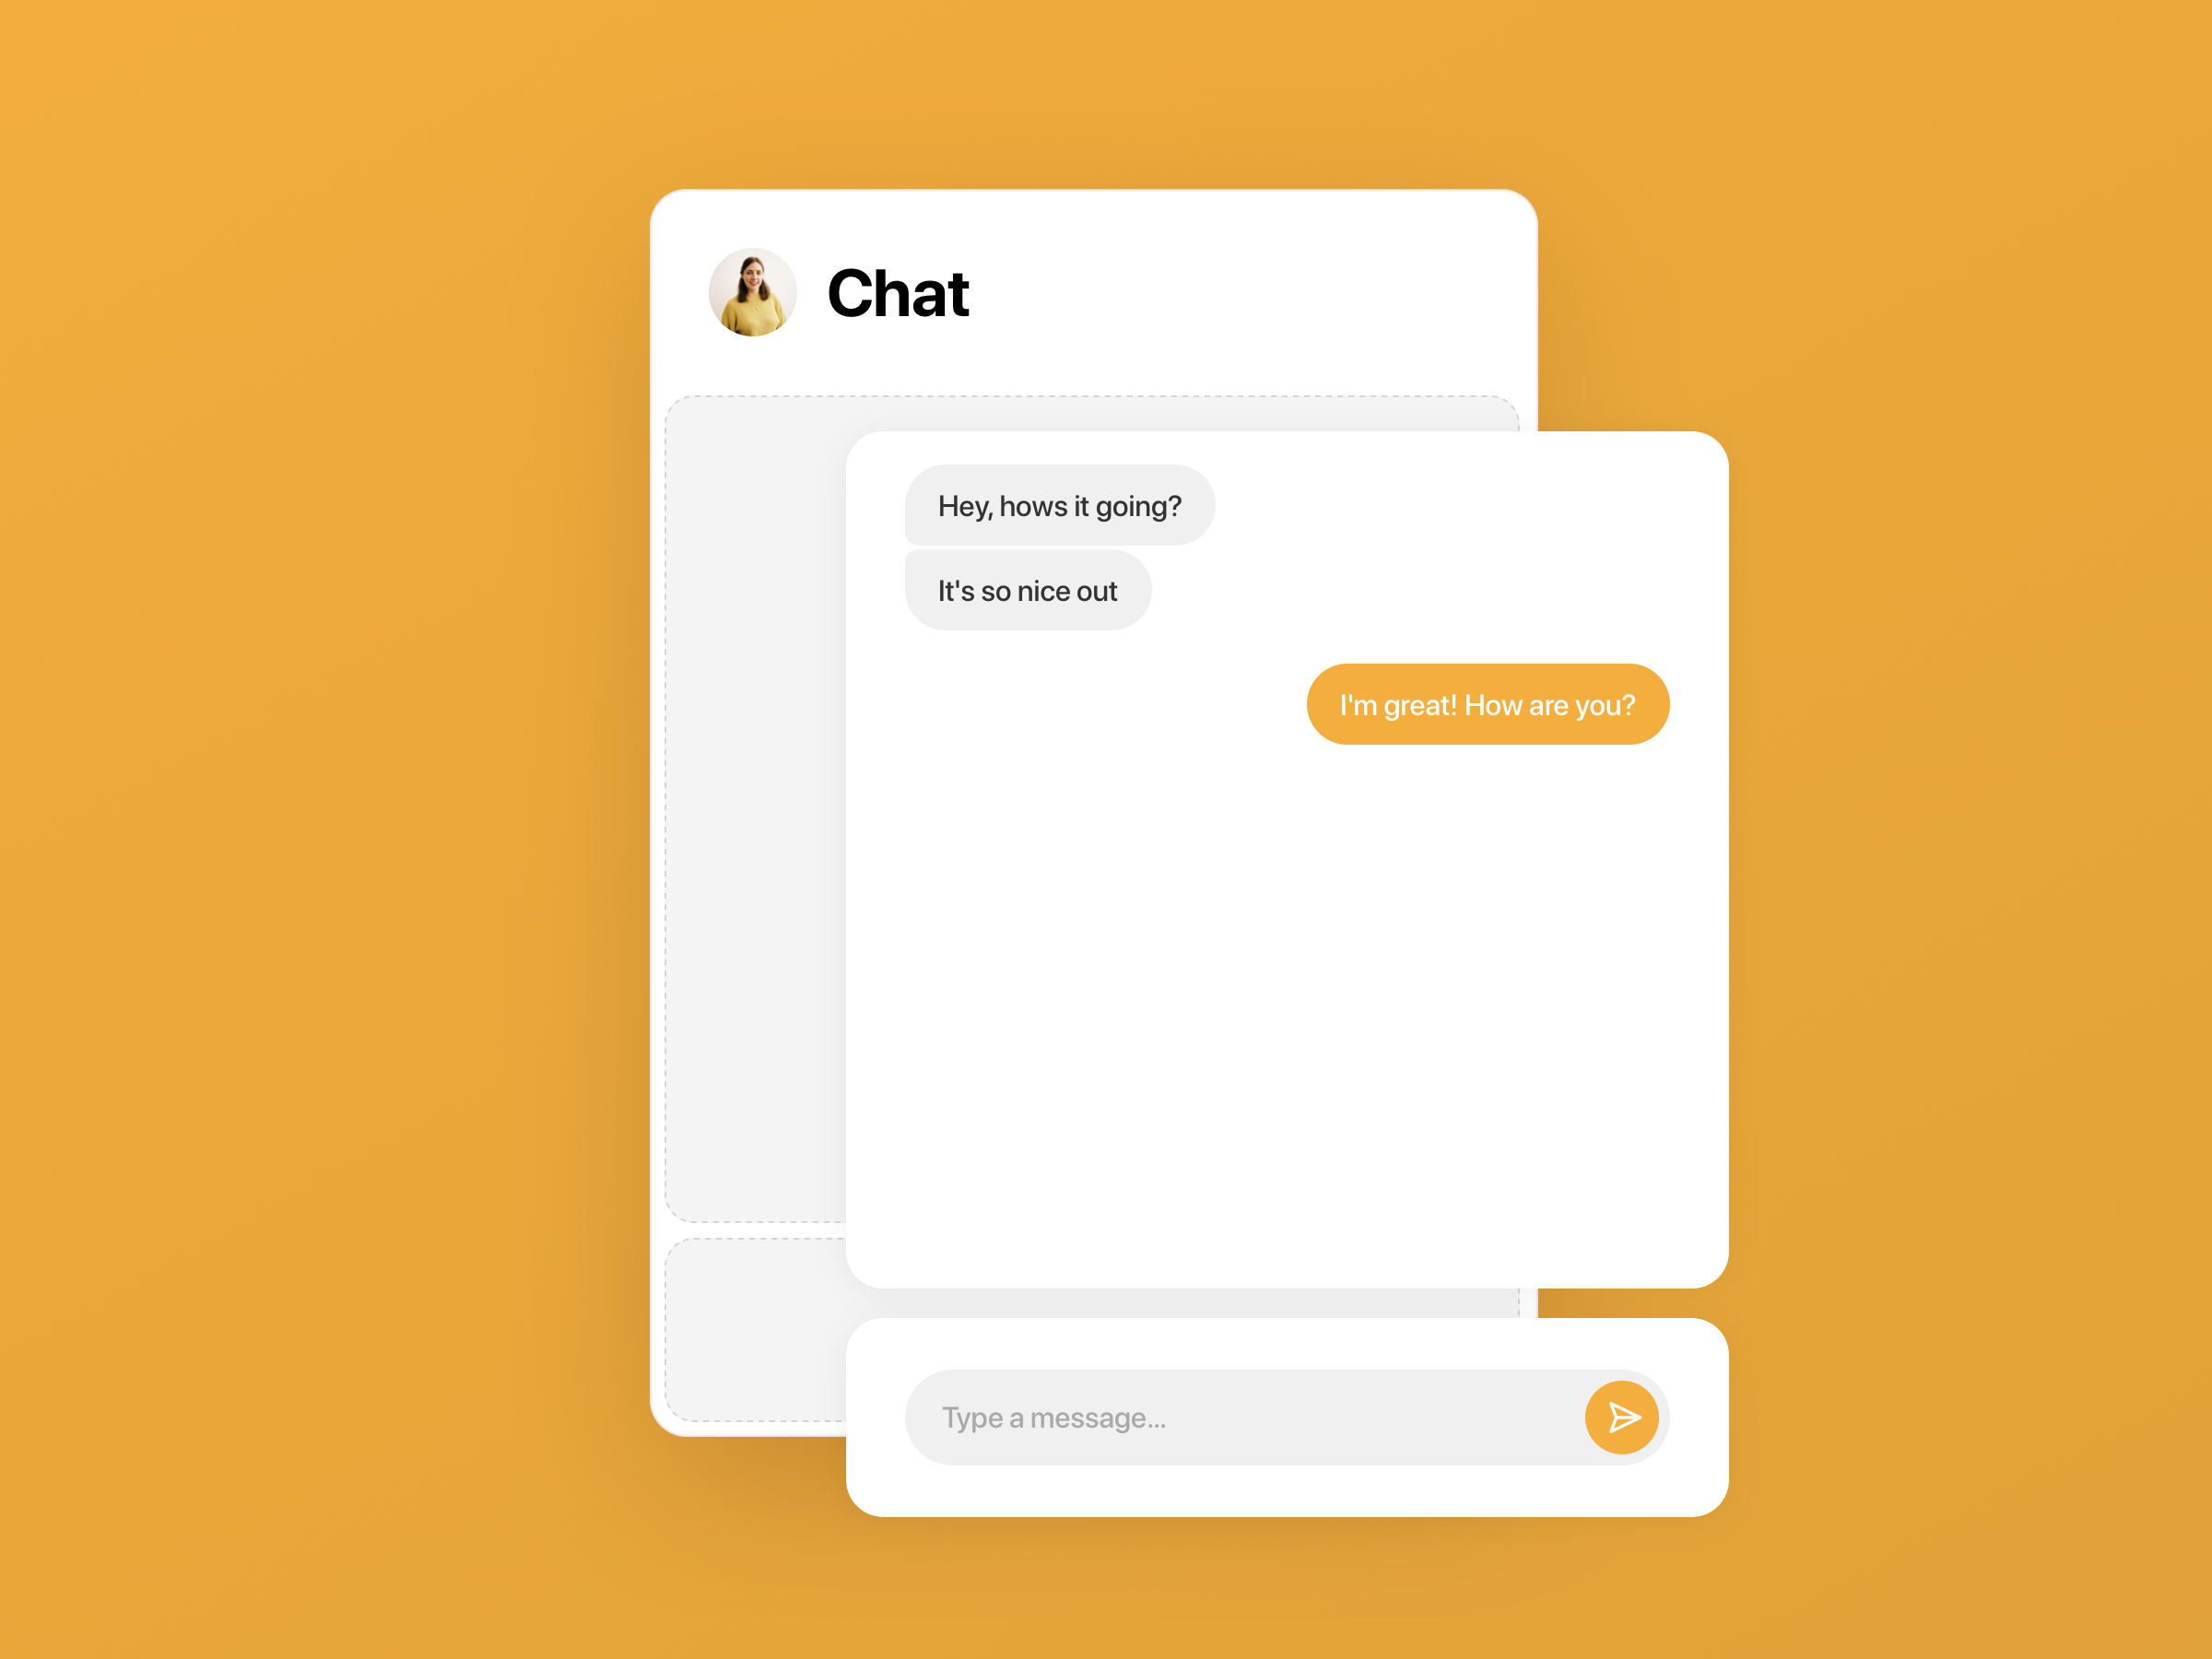 Chat
Hey, hows it going?
It's so nice out
I'm great! How are you?
Type a message...